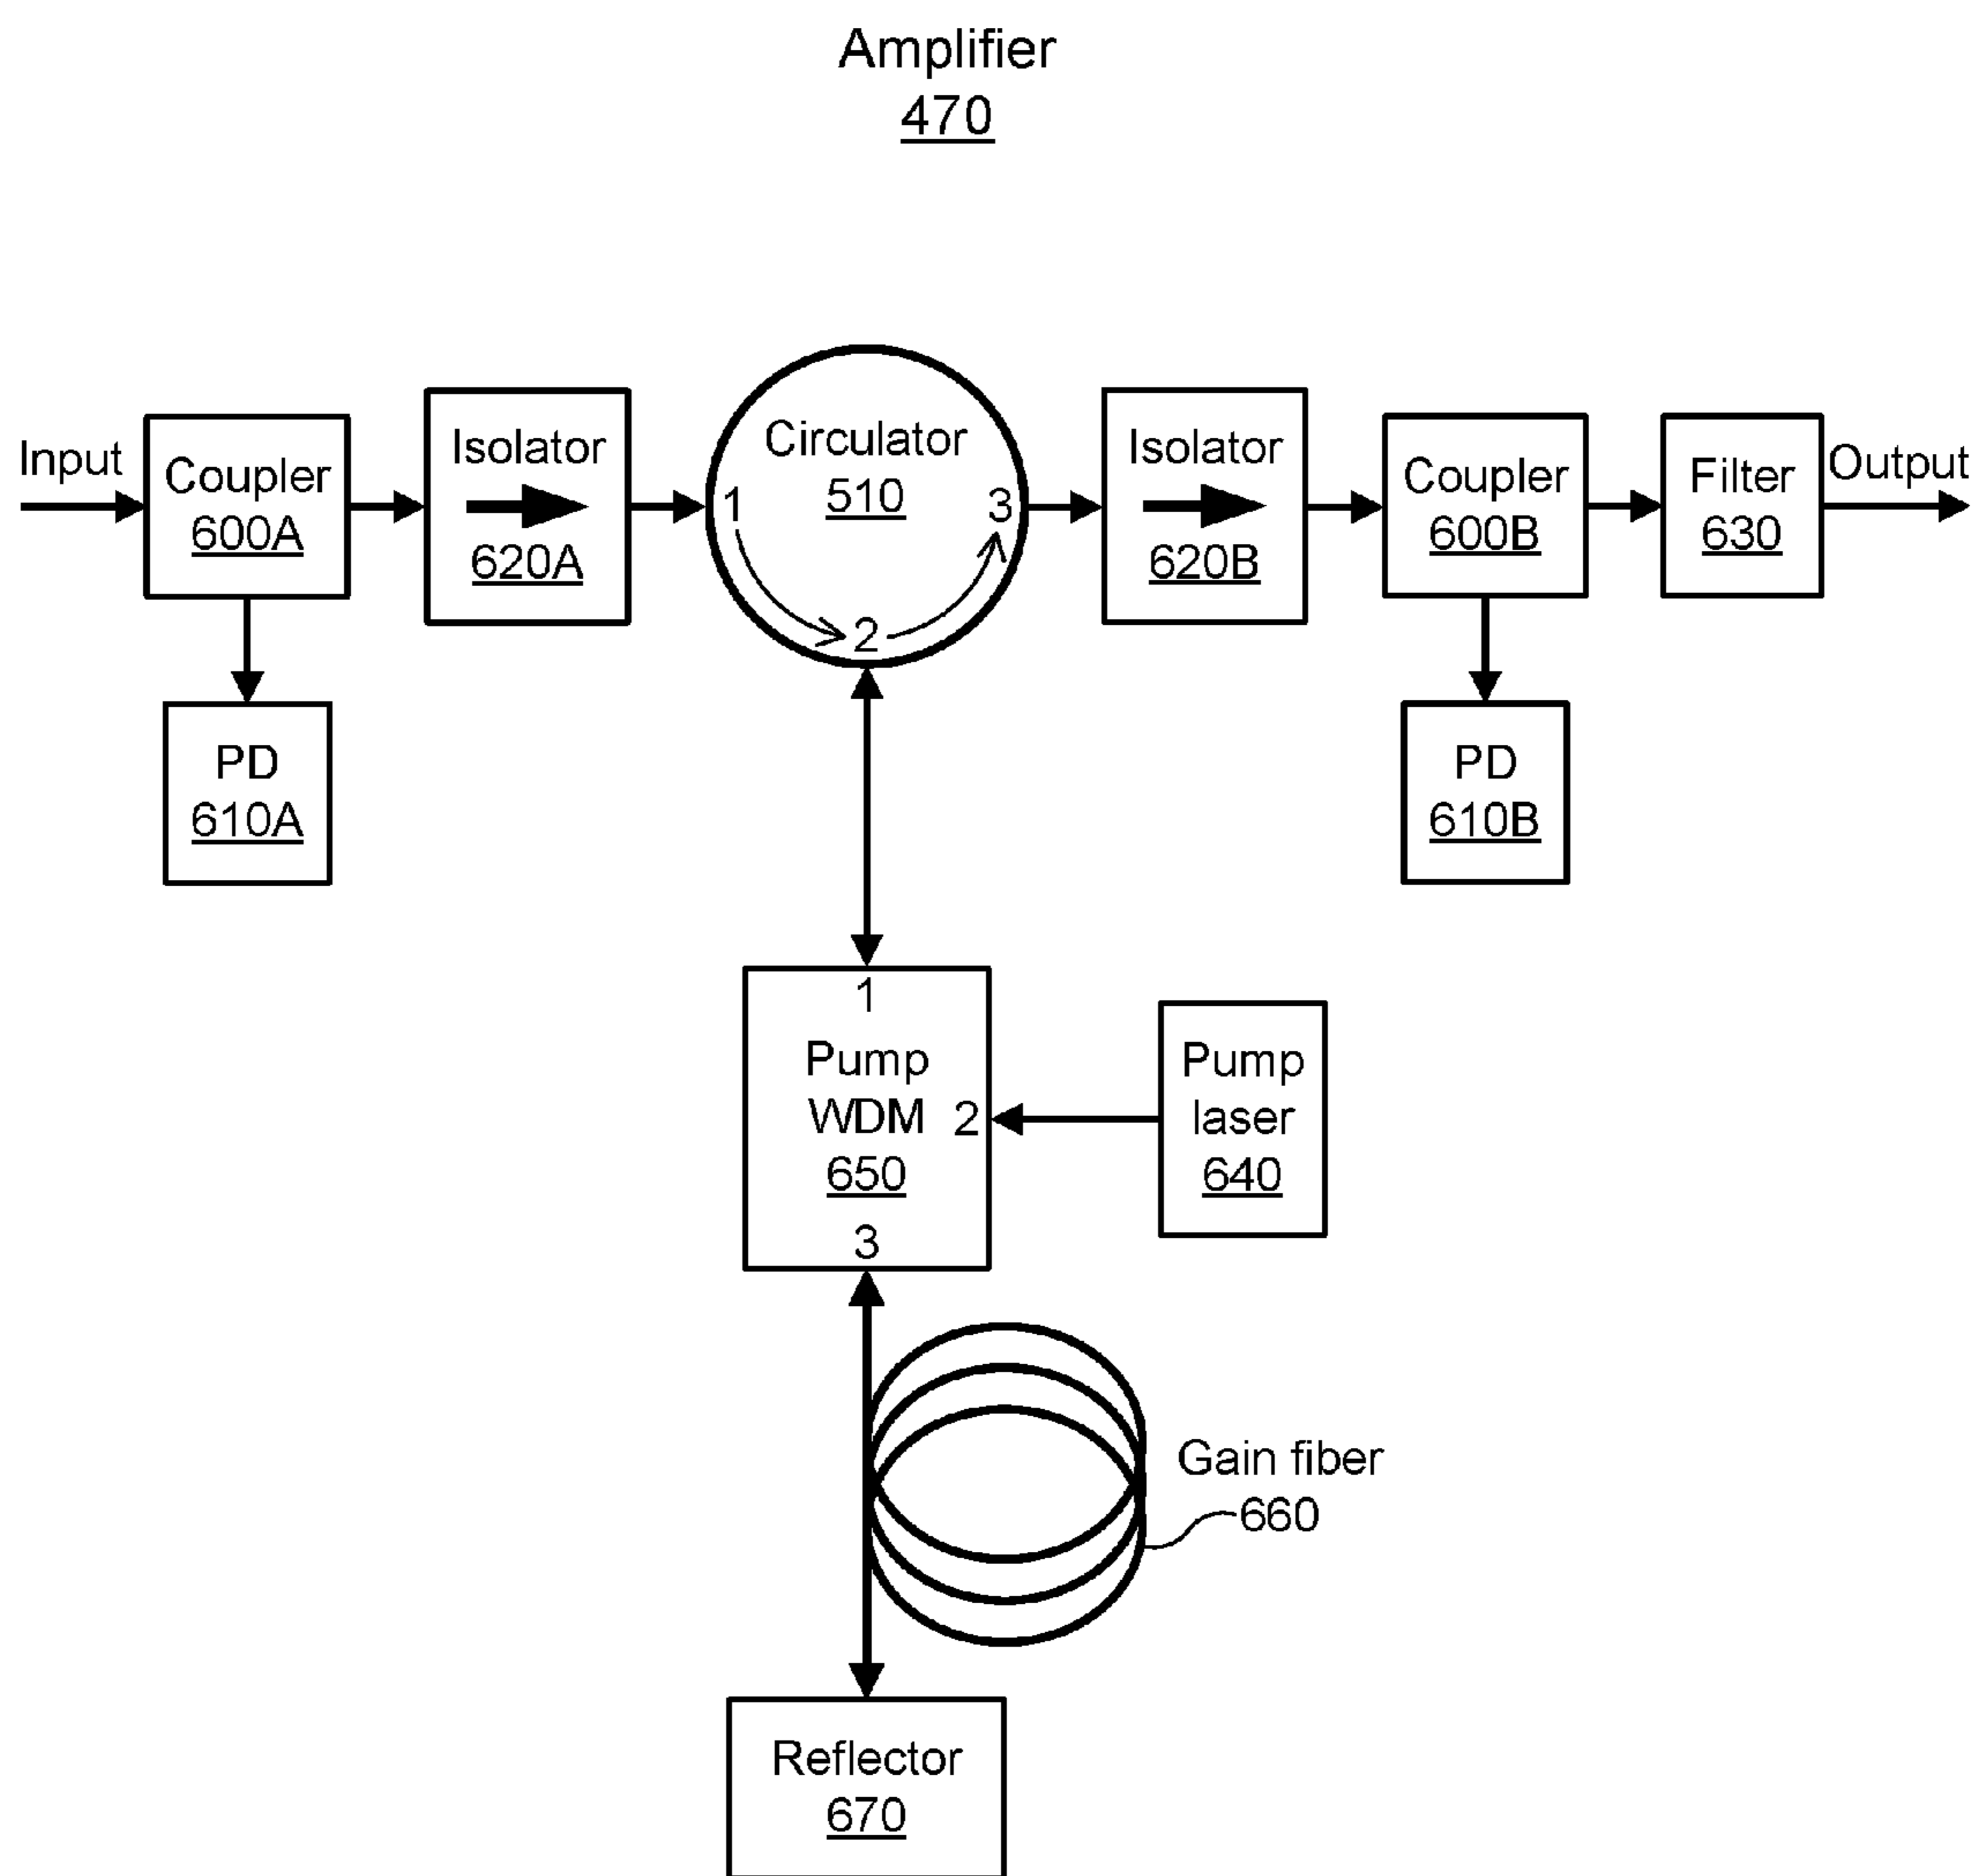 Amplifier
470
Input
Coupler
600A
Isolator
620A
Circulator
510
1
2
3
Isolator
620B
Coupler
600B
Filter
630
Output
PD
610A
PD
610B
1
Pump
WDM
650
2
3
Pump
laser
640
Gain fiber
660
Reflector
670